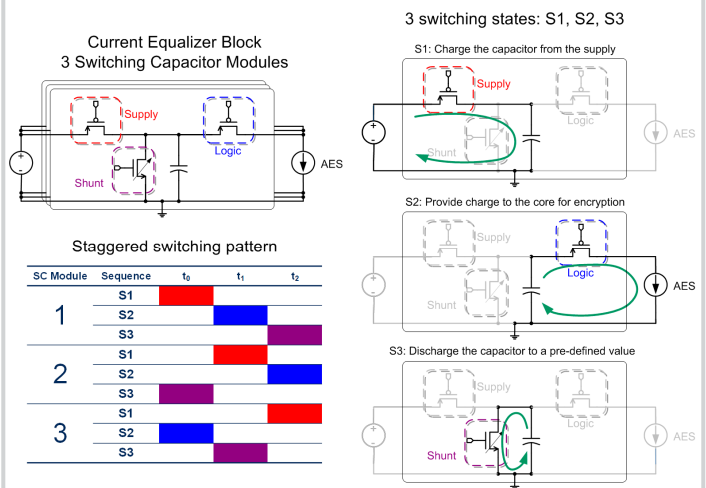 Current Equalizer Block
3 Switching Capacitor Modules
Supply
Shunt
Logic
+
-
AES
Staggered switching pattern
SC Module Sequence t0 t1 t2
1
S1
S2
S3
2
S1
S2
S3
3
S1
S2
S3
3 switching states: S1, S2, S3
S1: Charge the capacitor from the supply
Supply
Shunt
Logic
+
-
AES
S2: Provide charge to the core for encryption
Supply
Shunt
Logic
+
-
AES
S3: Discharge the capacitor to a pre-defined value
Supply
Shunt
Logic
+
-
AES